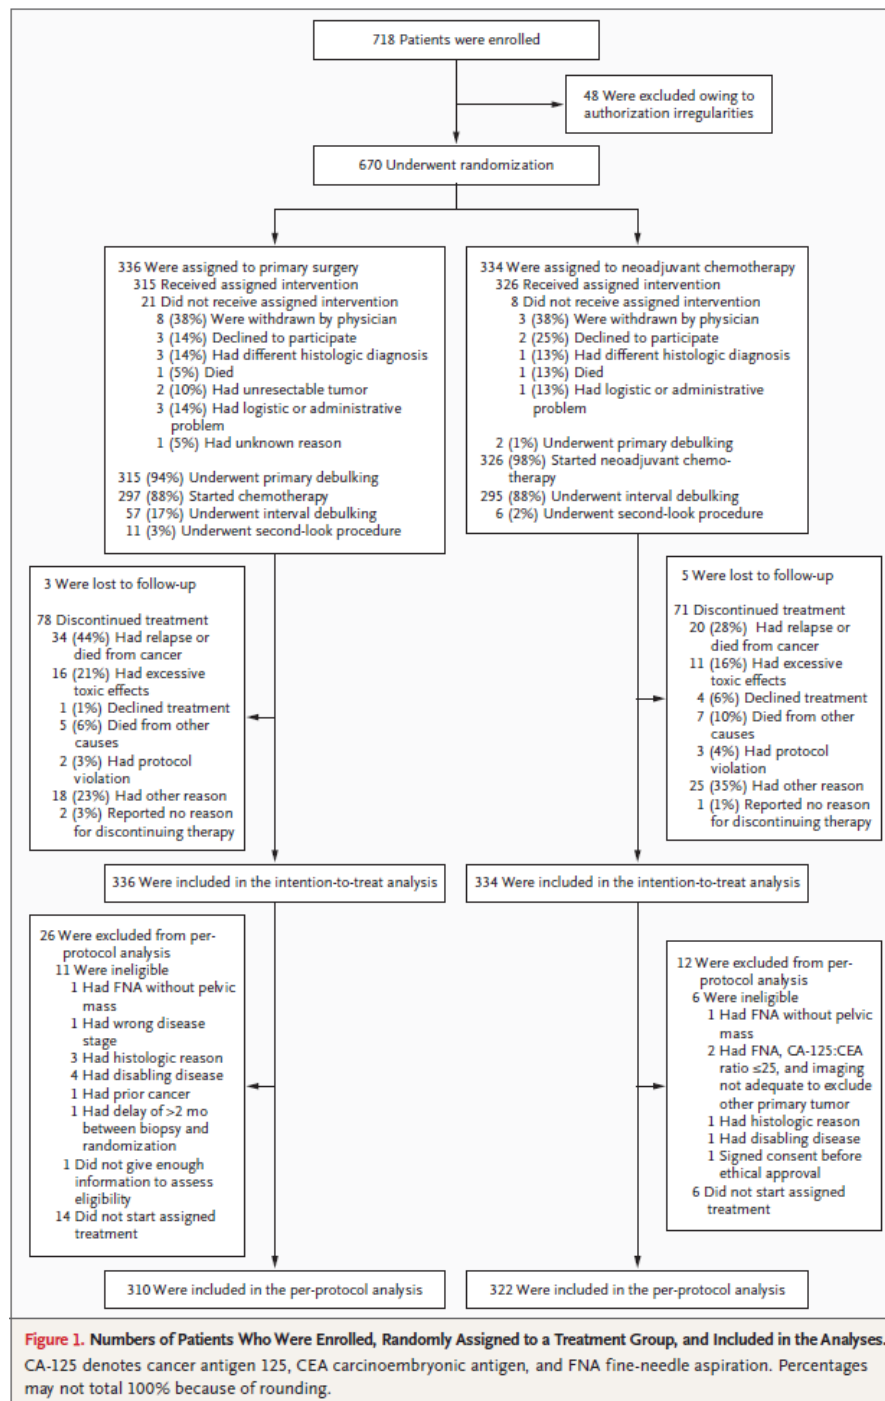 718 Patients were enrolled
48 Were excluded owing to
authorization irregularities
670 Underwent randomization
336 Were assigned to primary surgery
315 Received assigned intervention
21 Did not receive assigned intervention
8 (38%) Were withdrawn by physician
3 (14%) Declined to participate
3 (14%) Had different histologic diagnosis
1 (5%) Died
2 (10%) Had unresectable tumor
3 (14%) Had logistic or administrative
problem
1 (5%) Had unknown reason
315 (94%) Underwent primary debulking
297 (88%) Started chemotherapy
57 (17%) Underwent interval debulking
11 (3%) Underwent second-look procedure
334 Were assigned to neoadjuvant chemotherapy
326 Received assigned intervention
8 Did not receive assigned intervention
3 (38%) Were withdrawn by physician
2 (25%) Declined to participate
1 (13%) Had different histologic diagnosis
1 (13%) Died
1 (13%) Had logistic or administrative
problem
2 (1%) Underwent primary debulking
326 (98%) Started neoadjuvant chemo-
therapy
295 (88%) Underwent interval debulking
6 (2%) Underwent second-look procedure
3 Were lost to follow-up
78 Discontinued treatment
34 (44%) Had relapse or
died from cancer
16 (21%) Had excessive
toxic effects
1 (1%) Declined treatment
5 (6%) Died from other
causes
2 (3%) Had protocol
violation
18 (23%) Had other reason
2 (3%) Reported no reason
for discontinuing therapy
5 Were lost to follow-up
71 Discontinued treatment
20 (28%) Had relapse or
died from cancer
11 (16%) Had excessive
toxic effects
4 (6%) Declined treatment
7 (10%) Died from other
causes
3 (4%) Had protocol
violation
25 (35%) Had other reason
1 (1%) Reported no reason
for discontinuing therapy
336 Were included in the intention-to-treat analysis
334 Were included in the intention-to-treat analysis
26 Were excluded from per-
protocol analysis
11 Were ineligible
1 Had FNA without pelvic
mass
1 Had wrong disease
stage
3 Had histologic reason
4 Had disabling disease
1 Had prior cancer
1 Had delay of >2 mo
between biopsy and
randomization
1 Did not give enough
information to assess
eligibility
14 Did not start assigned
treatment
12 Were excluded from per-
protocol analysis
6 Were ineligible
1 Had FNA without pelvic
mass
2 Had FNA, CA-125:CEA
ratio ≤25, and imaging
not adequate to exclude
other primary tumor
1 Had histologic reason
1 Had disabling disease
1 Signed consent before
ethical approval
6 Did not start assigned
treatment
310 Were included in the per-protocol analysis
322 Were included in the per-protocol analysis
Figure 1. Numbers of Patients Who Were Enrolled, Randomly Assigned to a Treatment Group, and Included in the Analyses.
CA-125 denotes cancer antigen 125, CEA carcinoembryonic antigen, and FNA fine-needle aspiration. Percentages
may not total 100% because of rounding.